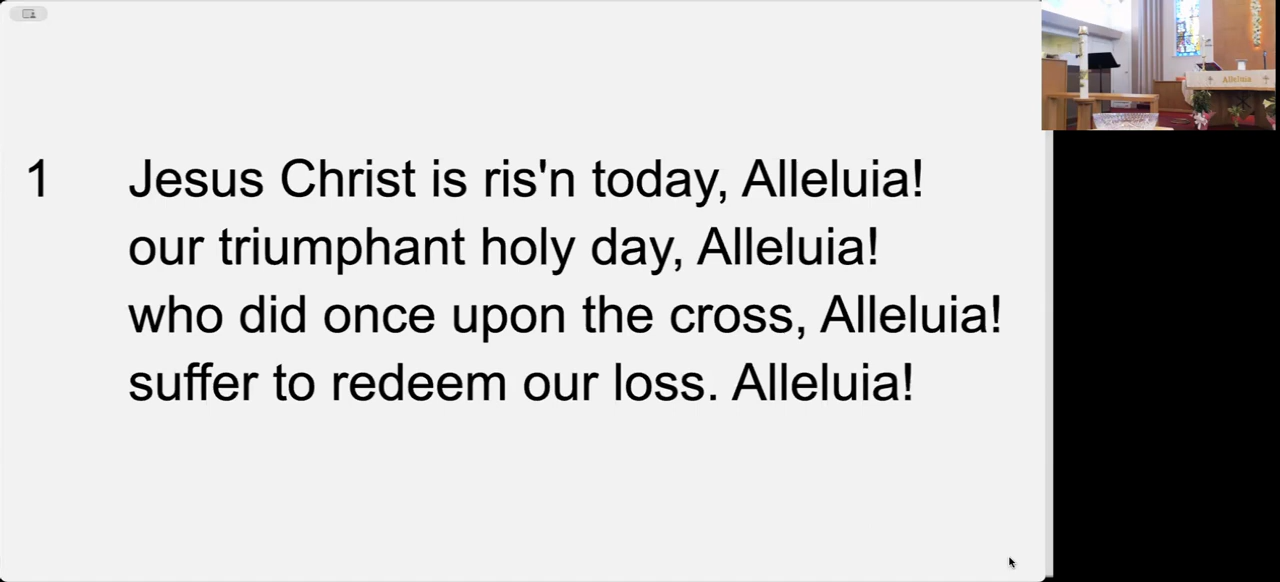 1 Jesus Christ is ris'n today, Alleluia!
our triumphant holy day, Alleluia!
who did once upon the cross, Alleluia!
suffer to redeem our loss. Alleluia!
Alleluia